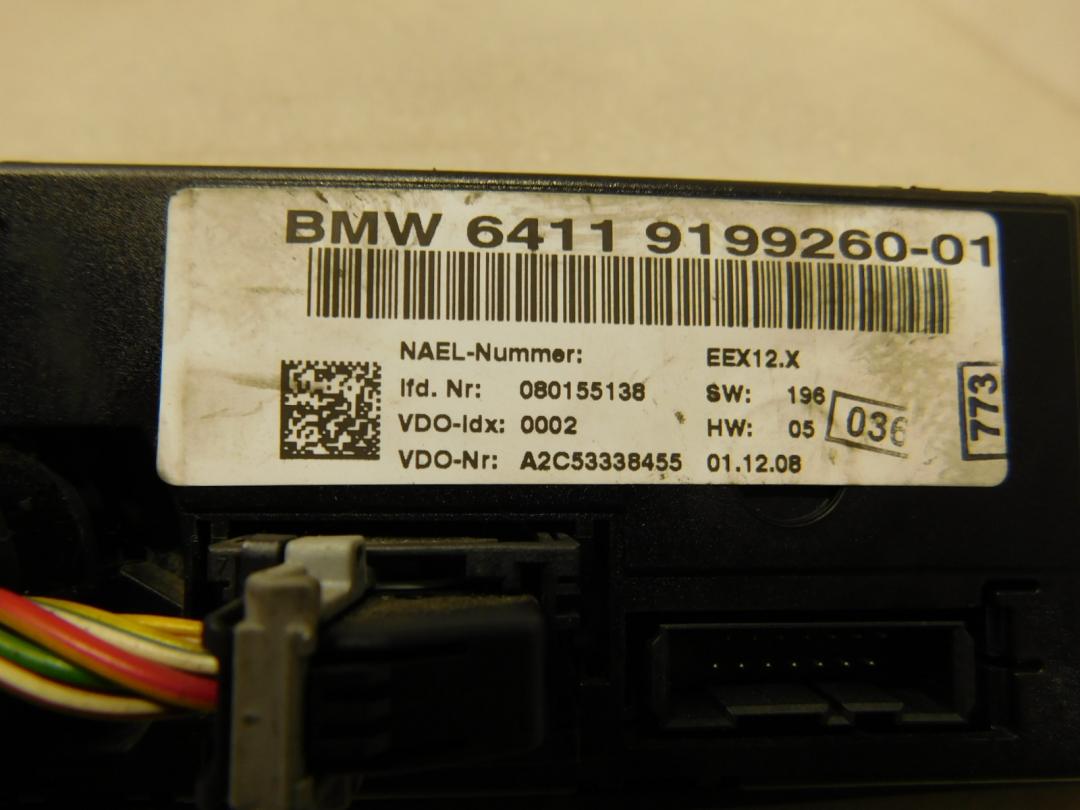 BMW 6411 9199260-01
NAEL-Nummer: EEX12.X
lfd. Nr: 080155138 SW: 196
VDO-Idx: 0002 HW: 05
036
VDO-Nr: A2C53338455 01.12.08
773